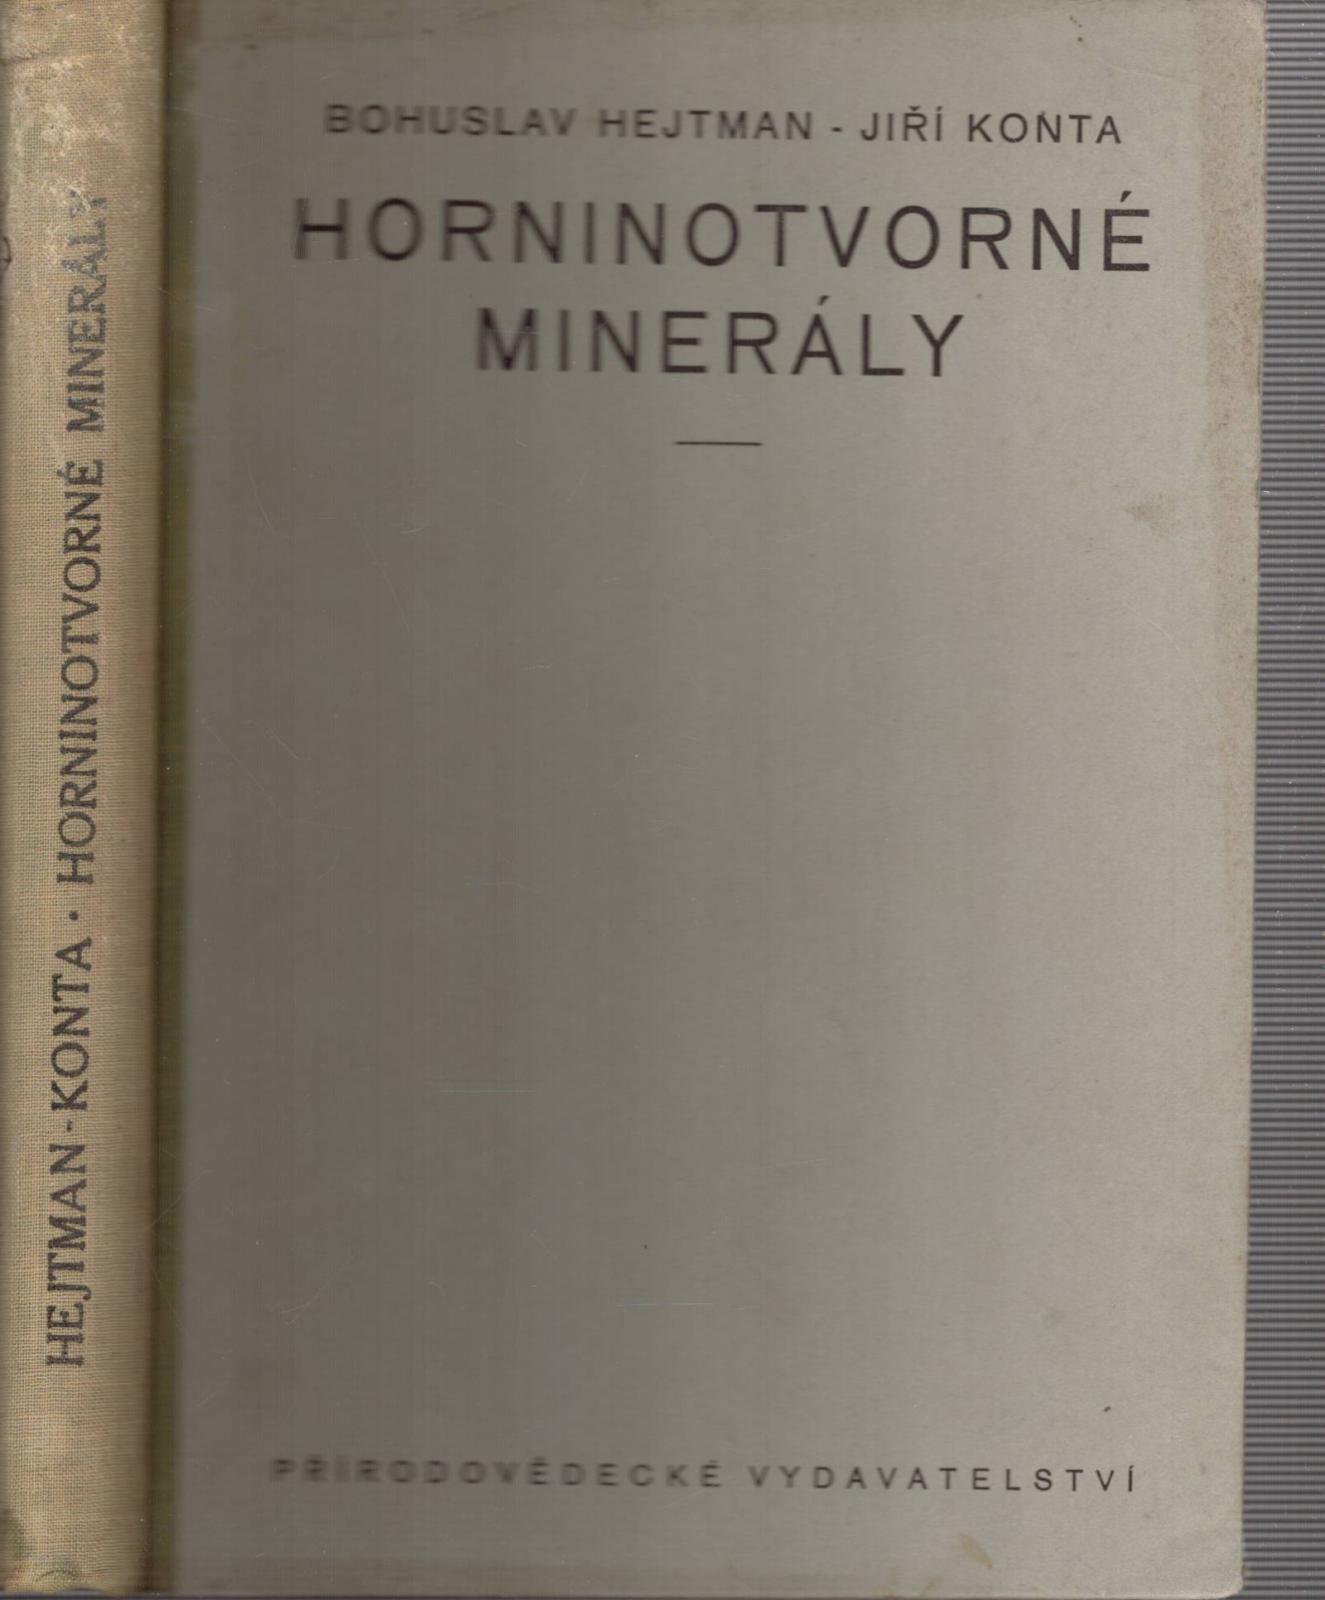 HEJTMAN-KONTA • HORNINOTVORNÉ MINERÁLY
BOHUSLAV HEJTMAN - JIŘÍ KONTA
HORNINOTVORNÉ
MINERÁLY
PŘÍRODOVĚDECKÉ VYDAVATELSTVÍ